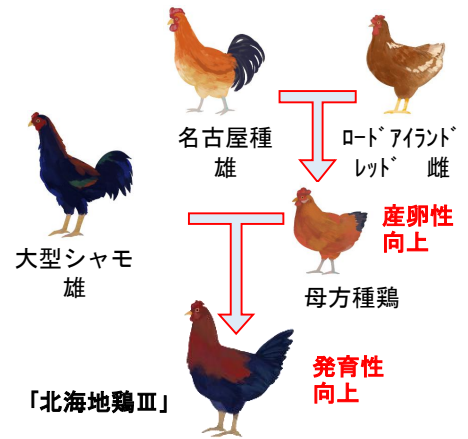 名古屋種
雄
ﾛｰﾄﾞｱｲﾗﾝﾄﾞ
ﾚｯﾄﾞ　雌
大型シャモ
雄
産卵性
向上
母方種鶏
発育性
向上
「北海地鶏Ⅲ」